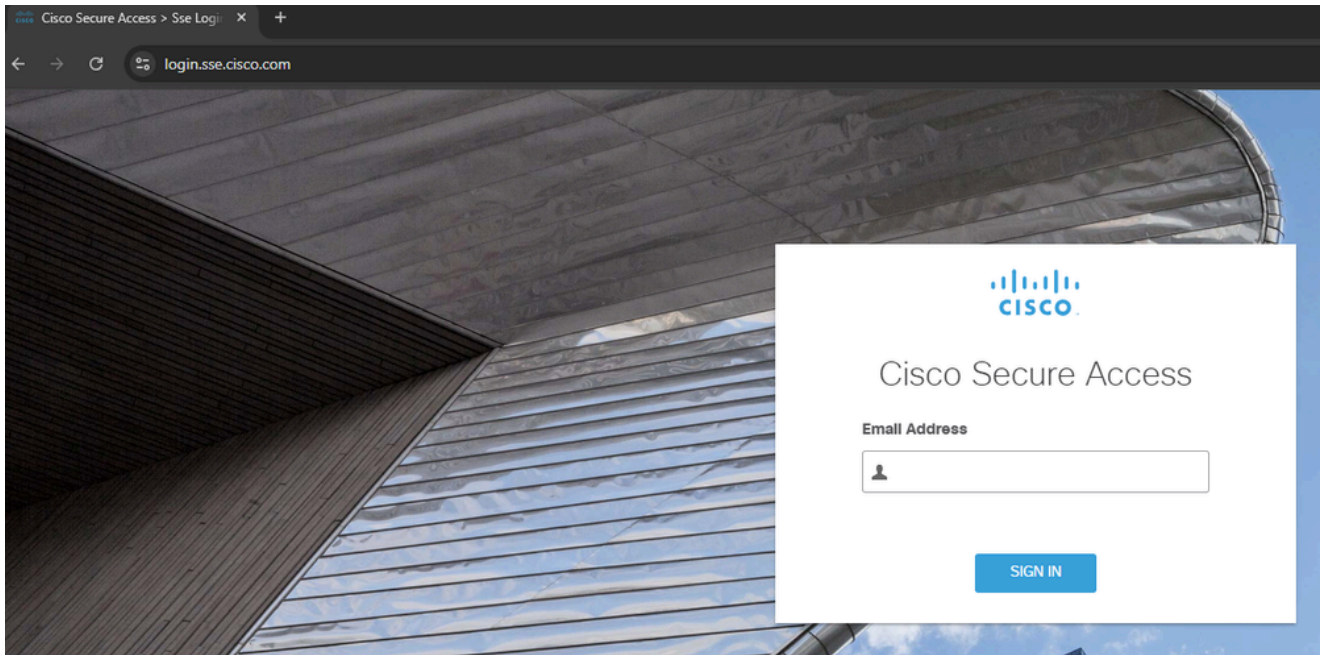 Cisco Secure Access > Sse Logi
login.sse.cisco.com
CISCO
Cisco Secure Access
Email Address
SIGN IN